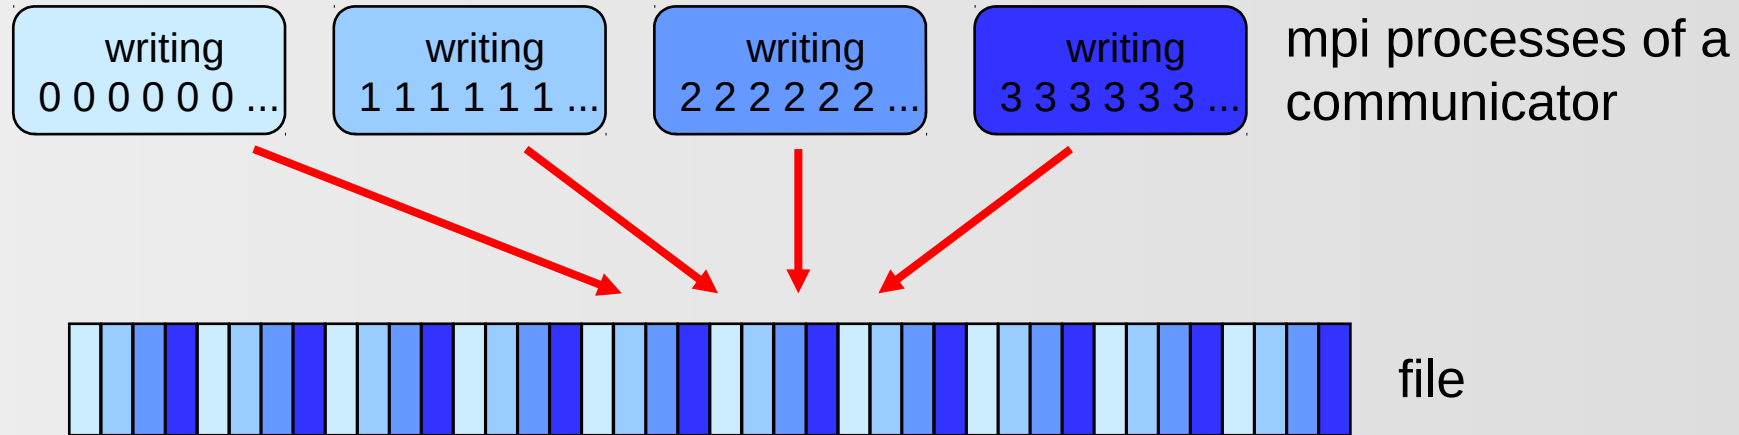 writing
0 0 0 0 0 0 ...
writing
1 1 1 1 1 1 ...
writing
2 2 2 2 2 2 ...
writing
3 3 3 3 3 3 ...
mpi processes of a
communicator
file